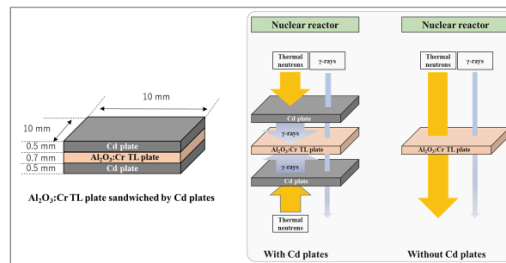 10 mm
10 mm
0.5 mm
0.7 mm
0.5 mm
Cd plate
Al₂O₃:Cr TL plate
Cd plate
Al₂O₃:Cr TL plate sandwiched by Cd plates
Nuclear reactor
Thermal
neutrons
γ-rays
Cd plate
γ-rays
Al₂O₃:Cr TL plate
γ-rays
Cd plate
Thermal
neutrons
With Cd plates
Nuclear reactor
Thermal
neutrons
γ-rays
Al₂O₃:Cr TL plate
Without Cd plates